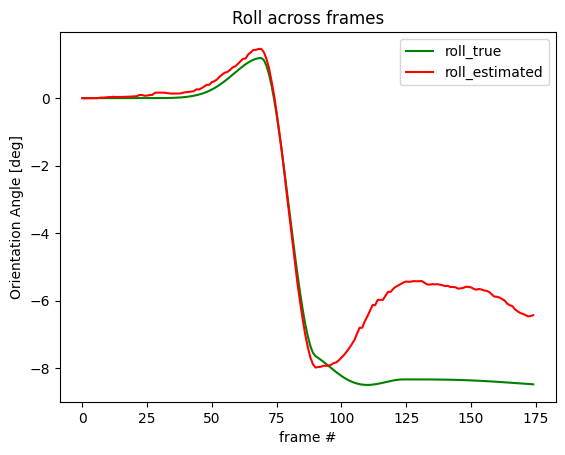 Roll across frames
roll_true
roll_estimated
Orientation Angle [deg]
0
−2
−4
−6
−8
0 25 50 75 100 125 150 175
frame #